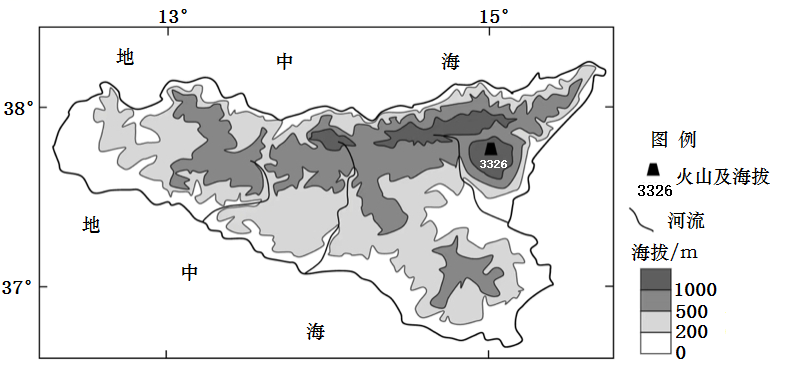 13° 15°
地 中 海
38°
3326
地
中
37°
海
图 例
3326 火山及海拔
河流
海拔/m
1000
500
200
0